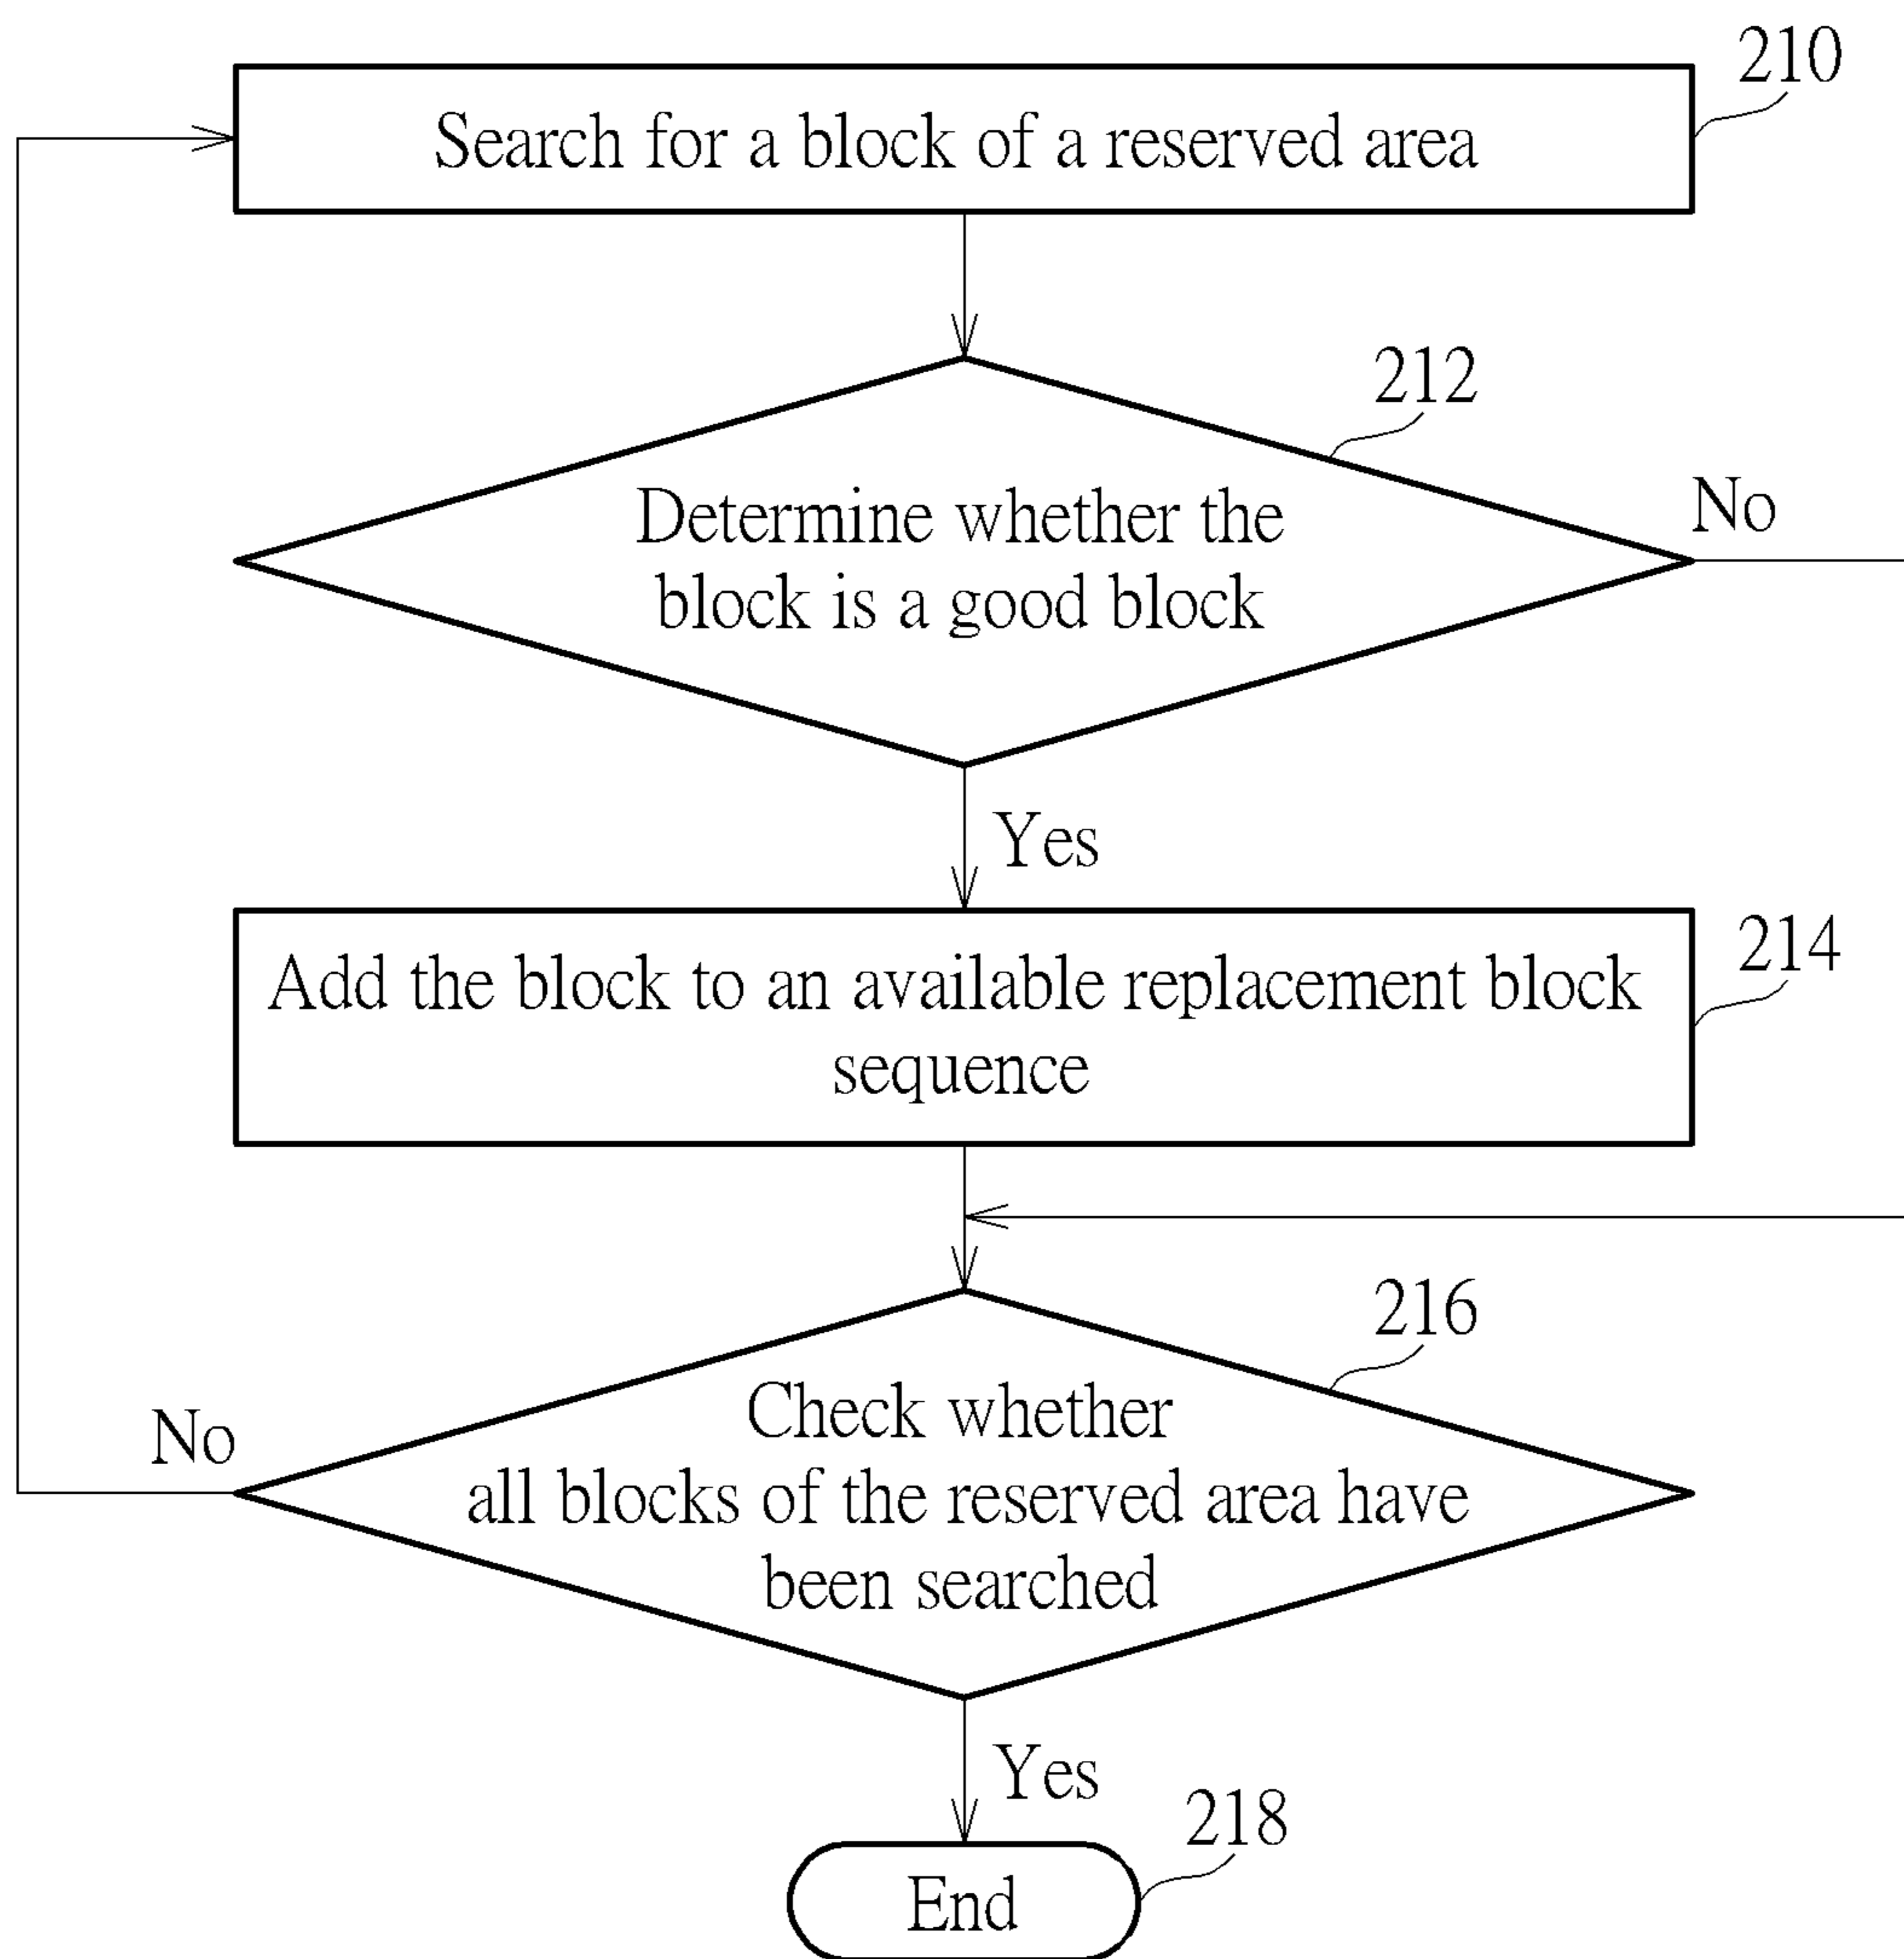 210
Search for a block of a reserved area
212
Determine whether the
block is a good block
No
Yes
214
Add the block to an available replacement block
sequence
216
Check whether
all blocks of the reserved area have
been searched
No
Yes
218
End